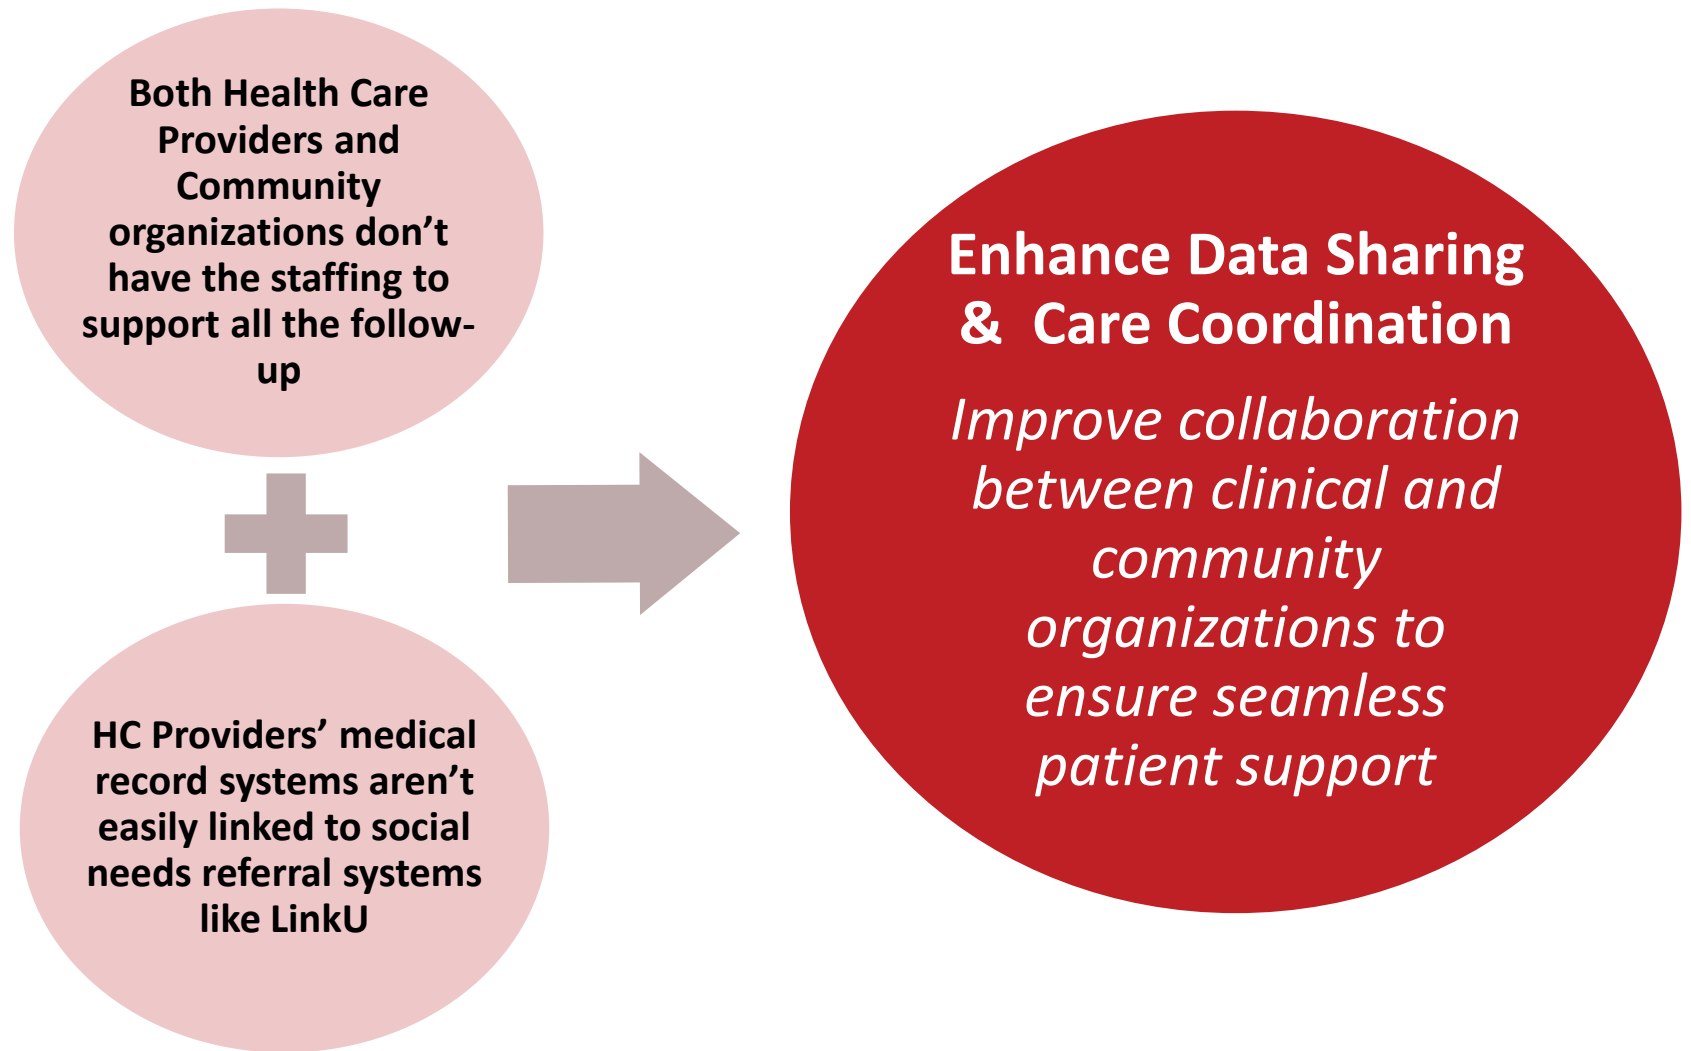 Both Health Care
Providers and
Community
organizations don’t
have the staffing to
support all the follow-
up
HC Providers’ medical
record systems aren’t
easily linked to social
needs referral systems
like LinkU
Enhance Data Sharing
&  Care Coordination
Improve collaboration
between clinical and
community
organizations to
ensure seamless
patient support